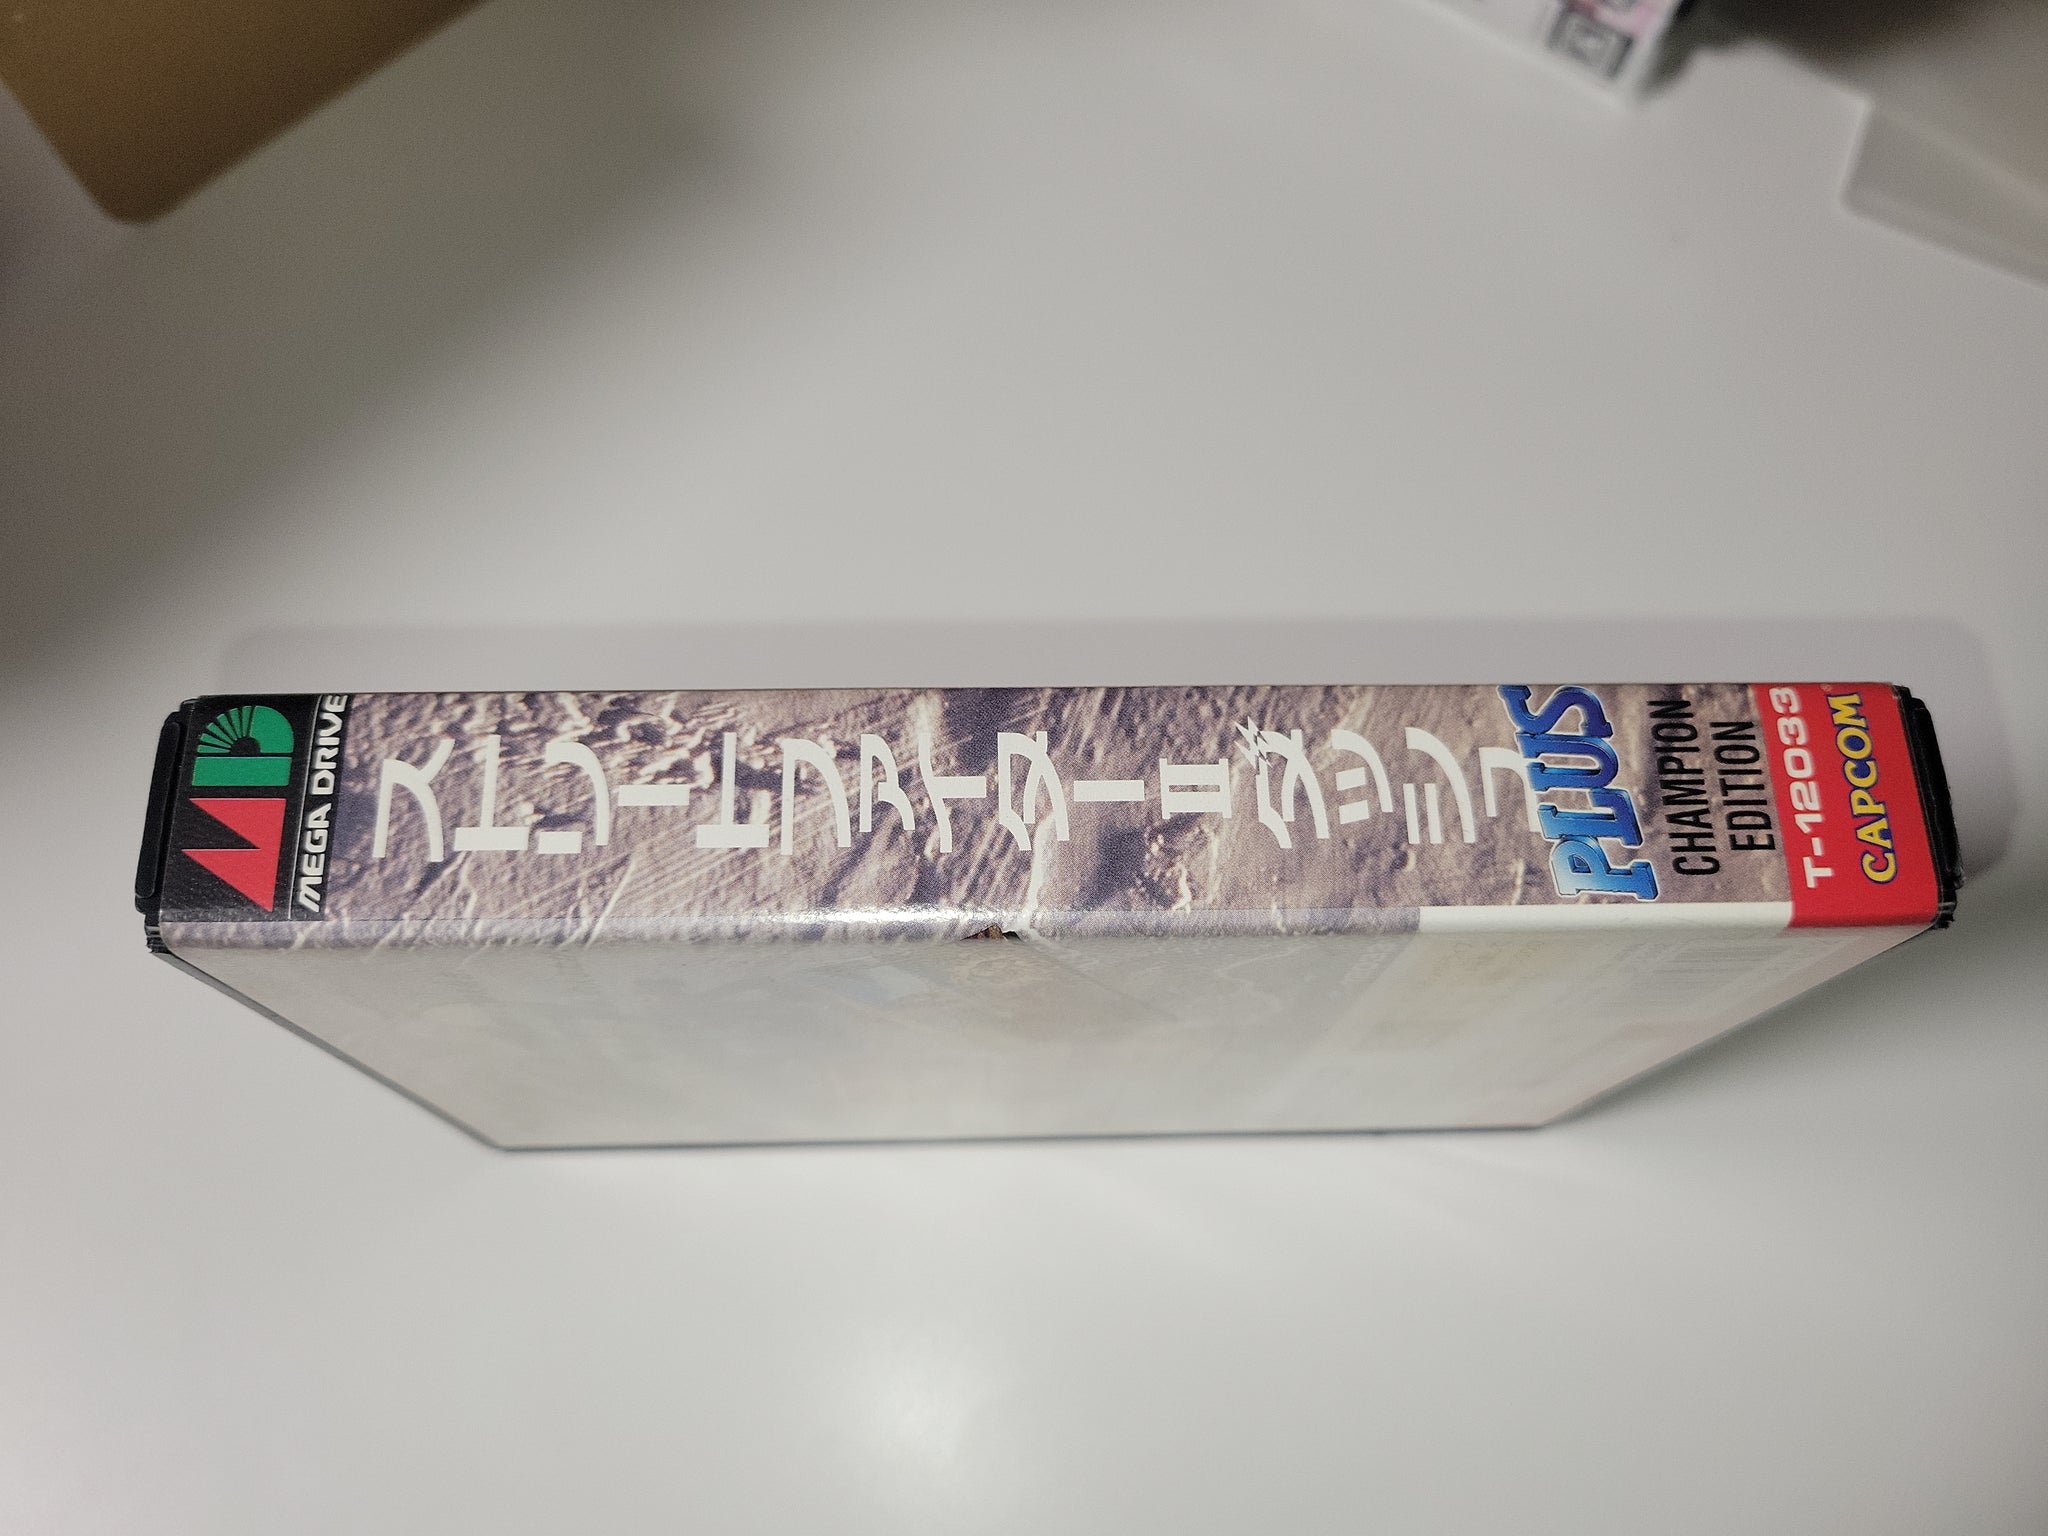 MEGA DRIVE
ストリートファイターⅡダッシュ
PLUS
CHAMPION
EDITION
T-12033
CAPCOM